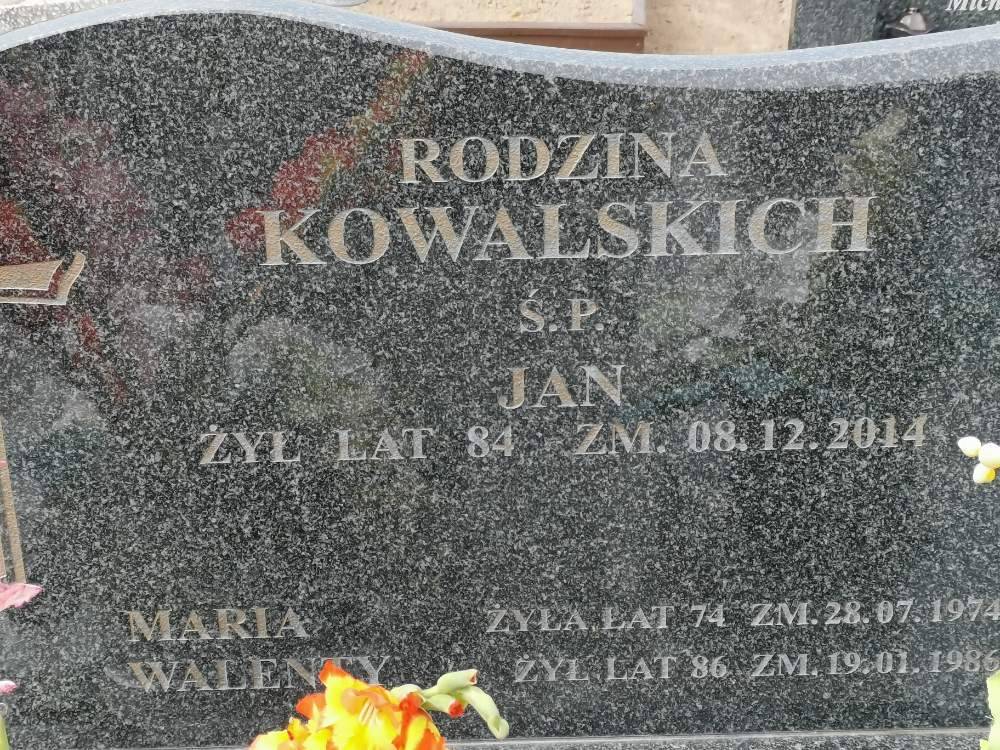 Mich
RODZINA
KOWALSKICH
Ś.P.
JAN
ŻYŁ LAT 84 ZM. 08.12.2014
MARIA ŻYŁA LAT 74 ZM.28.07.1974
WALENTY ŻYŁ LAT 86 ZM.19.01.1986